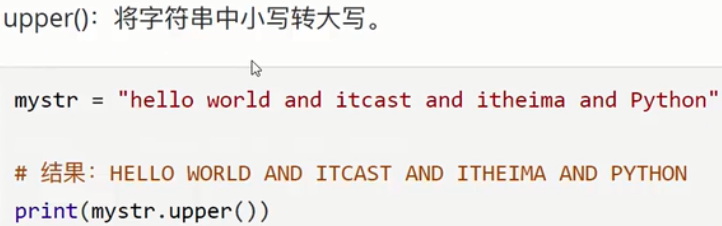 upper()：将字符串中小写转大写。
mystr = "hello world and itcast and itheima and Python"
# 结果：HELLO WORLD AND ITCAST AND ITHEIMA AND PYTHON
print(mystr.upper())